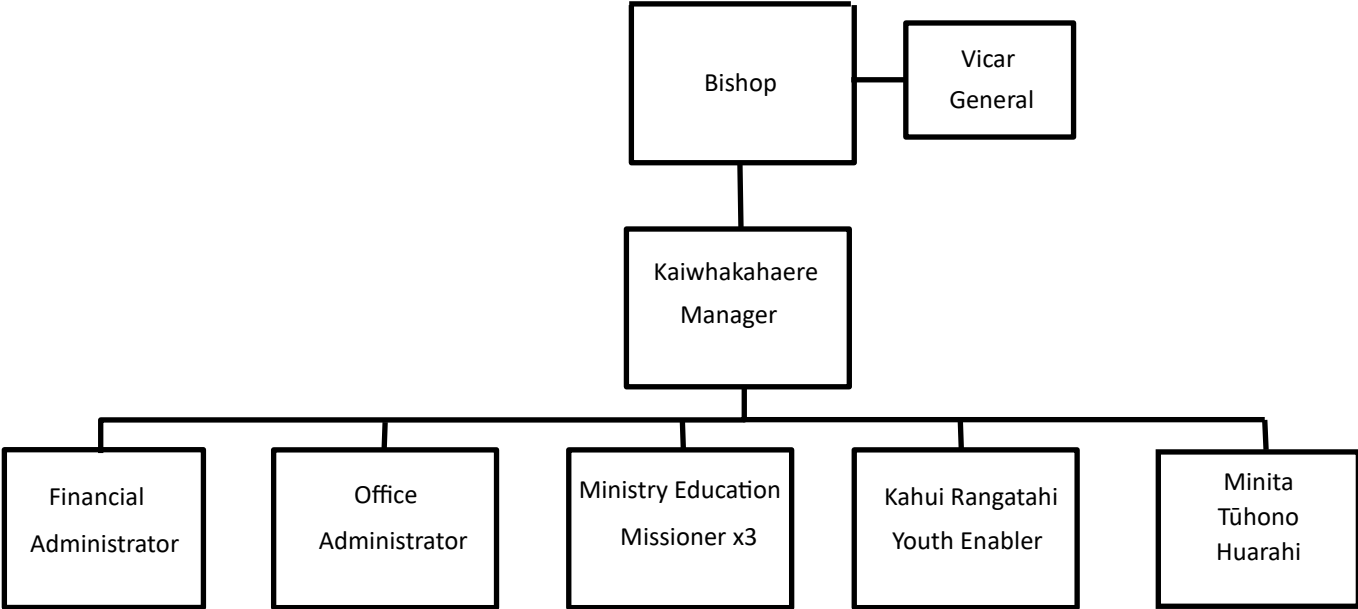 Bishop
Vicar
General
Kaiwhakahaere
Manager
Financial
Administrator
Office
Administrator
Ministry Education
Missioner x3
Kahui Rangatahi
Youth Enabler
Minita
Tūhono
Huarahi